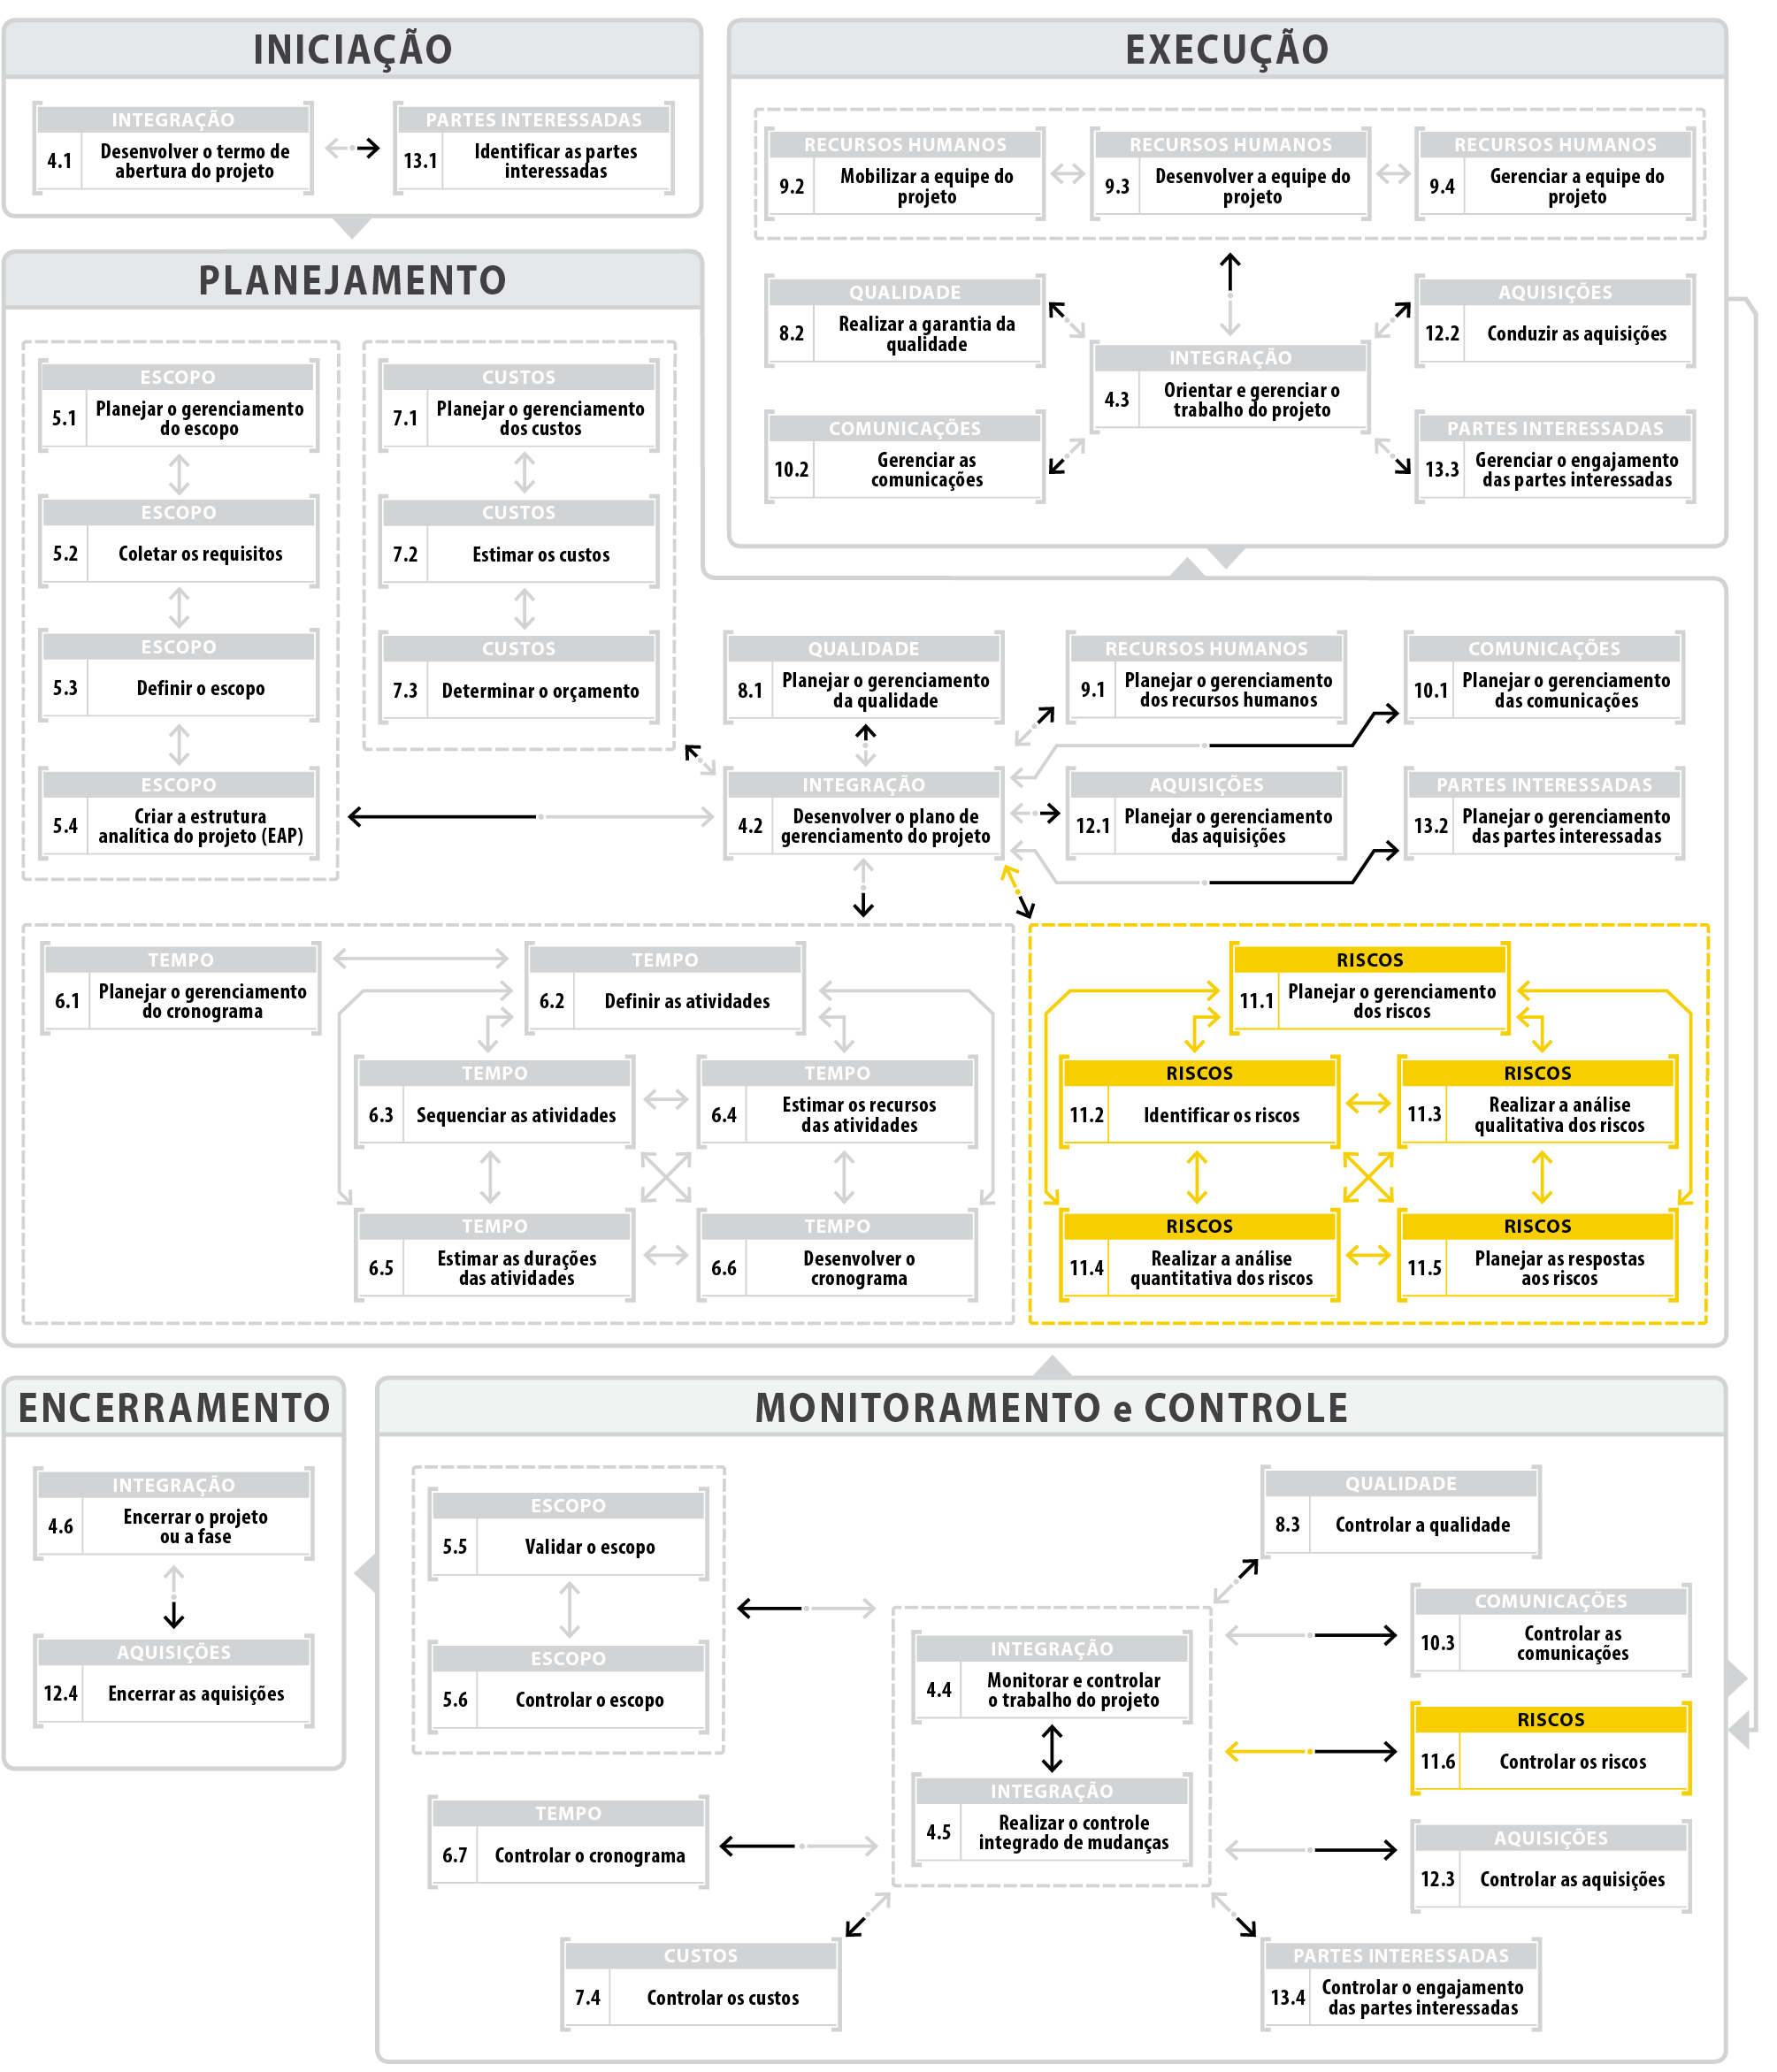 INICIAÇÃO
INTEGRAÇÃO
4.1
Desenvolver o termo de
abertura do projeto
PARTES INTERESSADAS
13.1
Identificar as partes
interessadas
EXECUÇÃO
RECURSOS HUMANOS
9.2
Mobilizar a equipe do
projeto
RECURSOS HUMANOS
9.3
Desenvolver a equipe do
projeto
RECURSOS HUMANOS
9.4
Gerenciar a equipe do
projeto
QUALIDADE
8.2
Realizar a garantia da
qualidade
AQUISIÇÕES
12.2
Conduzir as aquisições
INTEGRAÇÃO
4.3
Orientar e gerenciar o
trabalho do projeto
COMUNICAÇÕES
10.2
Gerenciar as
comunicações
PARTES INTERESSADAS
13.3
Gerenciar o engajamento
das partes interessadas
PLANEJAMENTO
ESCOPO
5.1
Planejar o gerenciamento
do escopo
ESCOPO
5.2
Coletar os requisitos
ESCOPO
5.3
Definir o escopo
ESCOPO
5.4
Criar a estrutura
analítica do projeto (EAP)
CUSTOS
7.1
Planejar o gerenciamento
dos custos
CUSTOS
7.2
Estimar os custos
CUSTOS
7.3
Determinar o orçamento
QUALIDADE
8.1
Planejar o gerenciamento
da qualidade
RECURSOS HUMANOS
9.1
Planejar o gerenciamento
dos recursos humanos
COMUNICAÇÕES
10.1
Planejar o gerenciamento
das comunicações
INTEGRAÇÃO
4.2
Desenvolver o plano de
gerenciamento do projeto
AQUISIÇÕES
12.1
Planejar o gerenciamento
das aquisições
PARTES INTERESSADAS
13.2
Planejar o gerenciamento
das partes interessadas
TEMPO
6.1
Planejar o gerenciamento
do cronograma
TEMPO
6.2
Definir as atividades
TEMPO
6.3
Sequenciar as atividades
TEMPO
6.4
Estimar os recursos
das atividades
TEMPO
6.5
Estimar as durações
das atividades
TEMPO
6.6
Desenvolver o
cronograma
RISCOS
11.1
Planejar o gerenciamento
dos riscos
RISCOS
11.2
Identificar os riscos
RISCOS
11.3
Realizar a análise
qualitativa dos riscos
RISCOS
11.4
Realizar a análise
quantitativa dos riscos
RISCOS
11.5
Planejar as respostas
aos riscos
ENCERRAMENTO
INTEGRAÇÃO
4.6
Encerrar o projeto
ou a fase
AQUISIÇÕES
12.4
Encerrar as aquisições
MONITORAMENTO e CONTROLE
ESCOPO
5.5
Validar o escopo
ESCOPO
5.6
Controlar o escopo
TEMPO
6.7
Controlar o cronograma
CUSTOS
7.4
Controlar os custos
INTEGRAÇÃO
4.4
Monitorar e controlar
o trabalho do projeto
INTEGRAÇÃO
4.5
Realizar o controle
integrado de mudanças
QUALIDADE
8.3
Controlar a qualidade
COMUNICAÇÕES
10.3
Controlar as
comunicações
RISCOS
11.6
Controlar os riscos
AQUISIÇÕES
12.3
Controlar as aquisições
PARTES INTERESSADAS
13.4
Controlar o engajamento
das partes interessadas